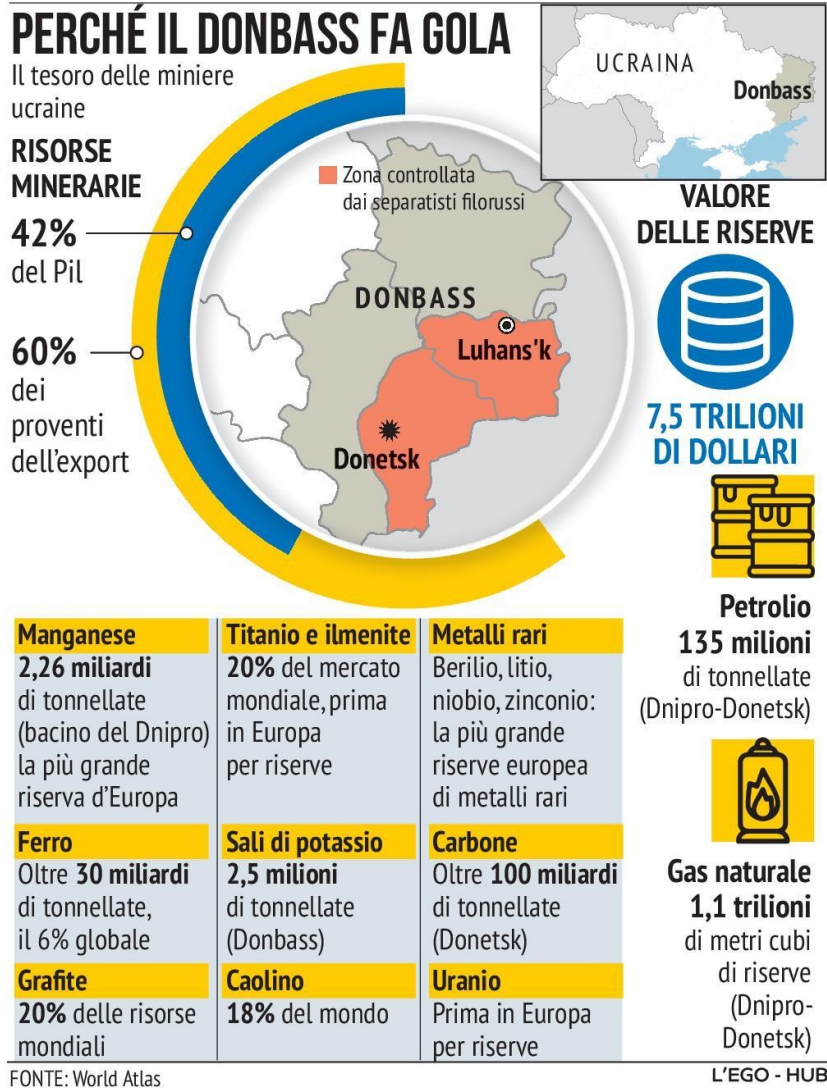 PERCHÉ IL DONBASS FA GOLA
Il tesoro delle miniere
ucraine
RISORSE
MINERARIE
42%
del Pil
60%
dei
proventi
dell'export
Zona controllata
dai separatisti filorussi
DONBASS
Luhans'k
Donetsk
UCRAINA
Donbass
VALORE
DELLE RISERVE
7,5 TRILIONI
DI DOLLARI
Petrolio
135 milioni
di tonnellate
(Dnipro-Donetsk)
Gas naturale
1,1 trilioni
di metri cubi
di riserve
(Dnipro-
Donetsk)
Manganese
2,26 miliardi
di tonnellate
(bacino del Dnipro)
la più grande
riserva d'Europa
Titanio e ilmenite
20% del mercato
mondiale, prima
in Europa
per riserve
Metalli rari
Berilio, litio,
niobio, zinconio:
la più grande
riserve europea
di metalli rari
Ferro
Oltre 30 miliardi
di tonnellate,
il 6% globale
Sali di potassio
2,5 milioni
di tonnellate
(Donbass)
Carbone
Oltre 100 miliardi
di tonnellate
(Donetsk)
Grafite
20% delle risorse
mondiali
Caolino
18% del mondo
Uranio
Prima in Europa
per riserve
FONTE: World Atlas
L'EGO - HUB